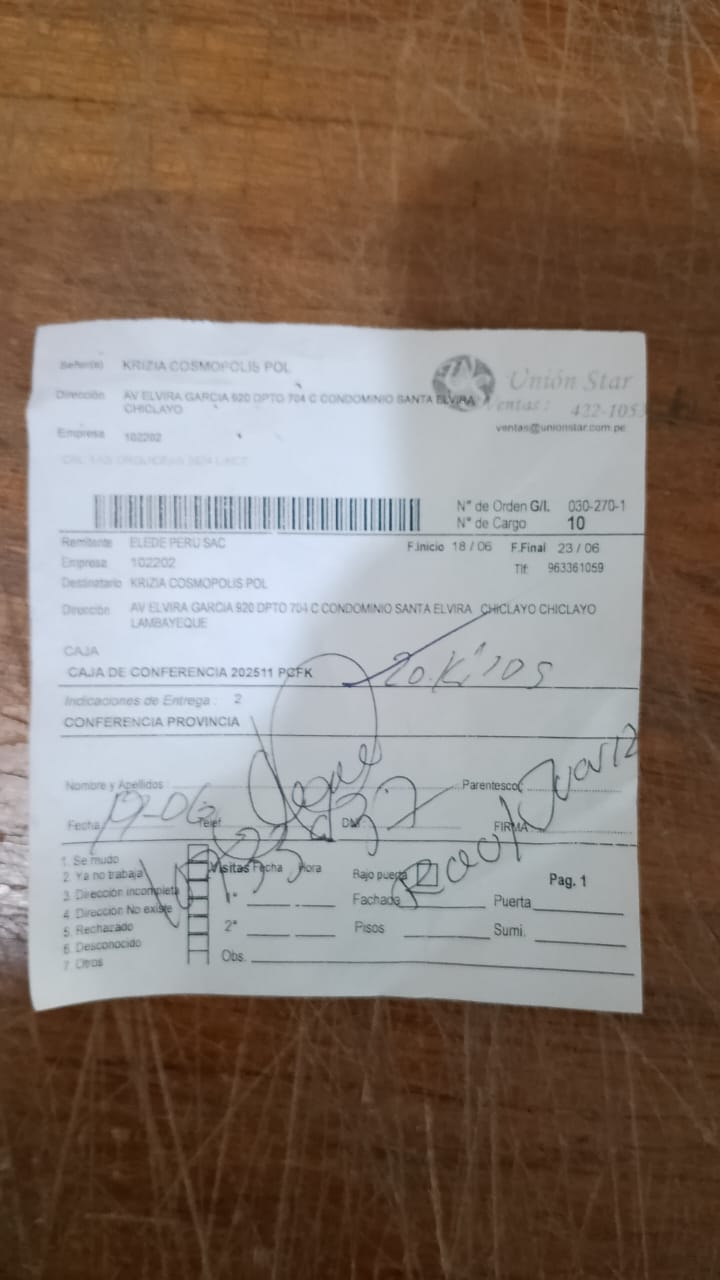 Señor(a) KRIZIA COSMOPOLIS POL
Unión Star
Dirección AV ELVIRA GARCIA 920 DPTO 704 C CONDOMINIO SANTA ELVIRA
CHICLAYO
Ventas: 422-1053
Empresa 102202
ventas@unionstar.com.pe
N° de Orden G/I. 030-270-1
N° de Cargo 10
Remitente ELEDE PERU SAC
F.Inicio 18 / 06 F.Final 23 / 06
Empresa 102202
Tlf: 963361059
Destinatario KRIZIA COSMOPOLIS POL
Dirección AV ELVIRA GARCIA 920 DPTO 704 C CONDOMINIO SANTA ELVIRA CHICLAYO CHICLAYO
LAMBAYEQUE
CAJA
CAJA DE CONFERENCIA 202511 PCFK
20 Kilos
Indicaciones de Entrega : 2
CONFERENCIA PROVINCIA
Nombre y Apellidos : Parentesco:
Fecha 19-06 Telef. DNI FIRMA
Raul Juarez
1. Se mudo
2. Ya no trabaja
3. Dirección incompleta
4. Dirección No existe
5. Rechazado
6. Desconocido
7. Otros
Visitas Fecha Hora
Bajo puerta
Pag. 1
1° Fachada Puerta
2° Pisos Sumi.
Obs.